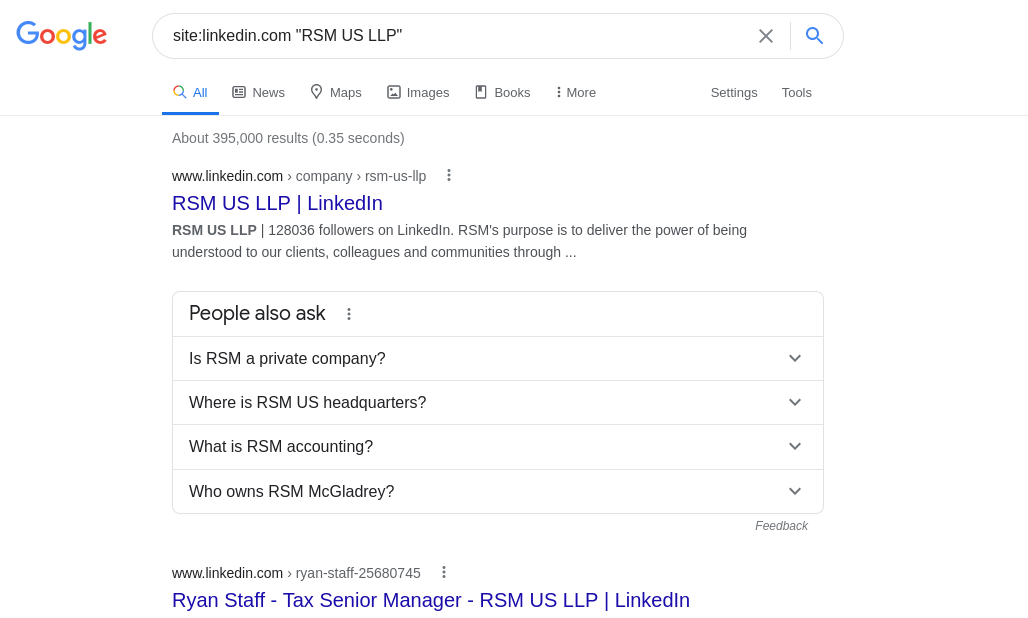 Google
site:linkedin.com "RSM US LLP"
All News Maps Images Books More Settings Tools
About 395,000 results (0.35 seconds)
www.linkedin.com › company › rsm-us-llp
RSM US LLP | LinkedIn
RSM US LLP | 128036 followers on LinkedIn. RSM's purpose is to deliver the power of being
understood to our clients, colleagues and communities through ...
People also ask
Is RSM a private company?
Where is RSM US headquarters?
What is RSM accounting?
Who owns RSM McGladrey?
Feedback
www.linkedin.com › ryan-staff-25680745
Ryan Staff - Tax Senior Manager - RSM US LLP | LinkedIn